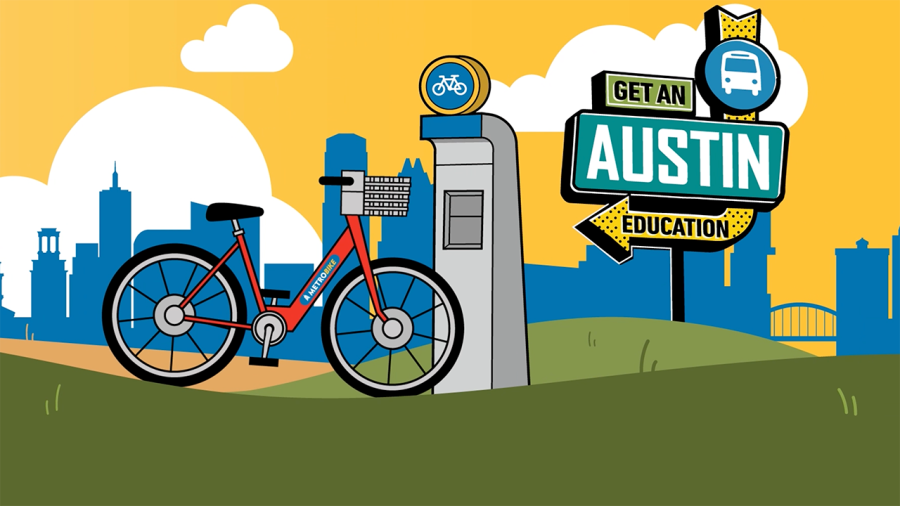 GET AN
AUSTIN
EDUCATION
METROBIKE